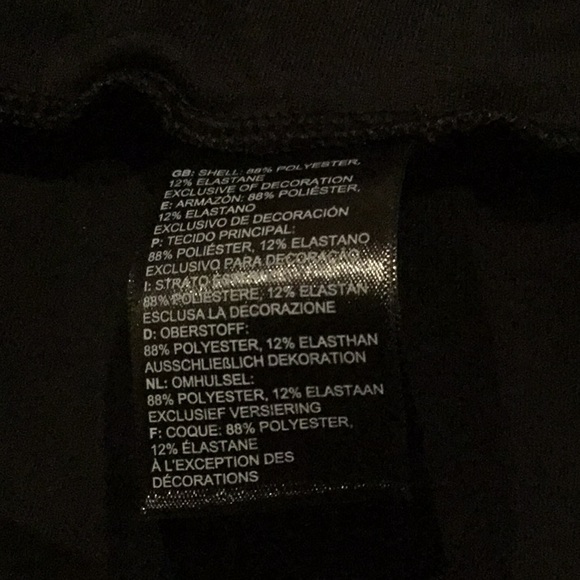 GB: SHELL: 88% POLYESTER,
12% ELASTANE
EXCLUSIVE OF DECORATION
E: ARMAZÓN: 88% POLIÉSTER,
12% ELASTANO
EXCLUSIVO DE DECORACIÓN
P: TECIDO PRINCIPAL:
88% POLIÉSTER, 12% ELASTANO
EXCLUSIVO PARA DECORAÇÃO
I: STRATO
88% POLIESTERE, 12% ELASTAN
ESCLUSA LA DECORAZIONE
D: OBERSTOFF:
88% POLYESTER, 12% ELASTHAN
AUSSCHLIEßLICH DEKORATION
NL: OMHULSEL:
88% POLYESTER, 12% ELASTAAN
EXCLUSIEF VERSIERING
F: COQUE: 88% POLYESTER,
12% ÉLASTANE
À L'EXCEPTION DES
DÉCORATIONS